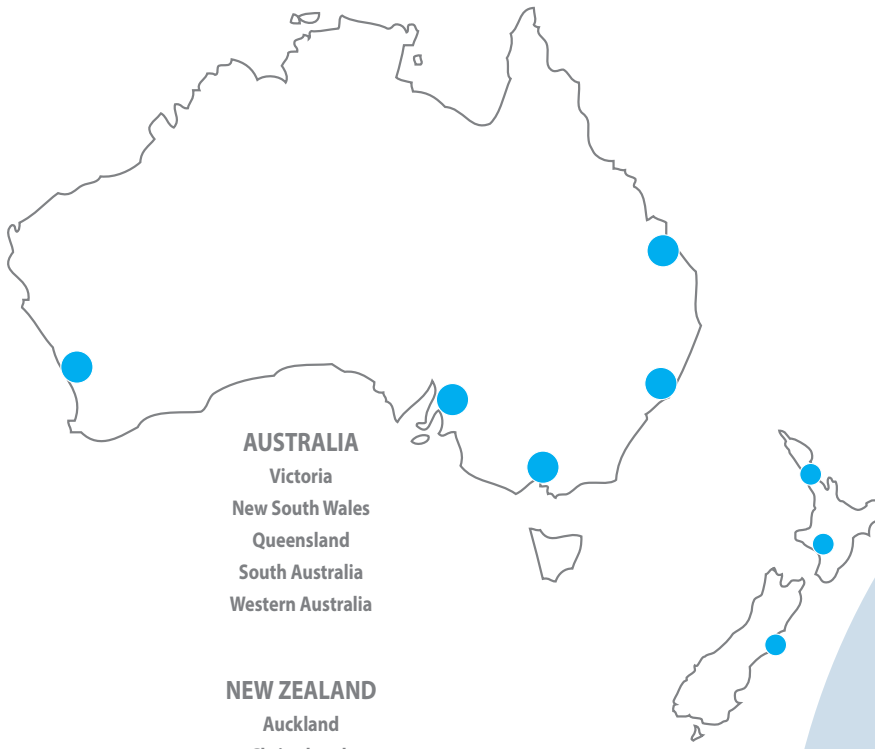 AUSTRALIA
Victoria
New South Wales
Queensland
South Australia
Western Australia
NEW ZEALAND
Auckland